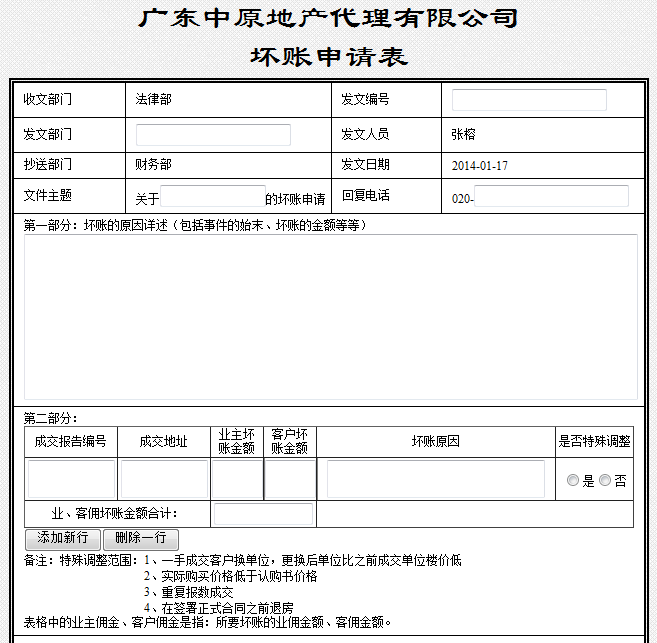 广东中原地产代理有限公司
坏账申请表
收文部门 法律部 发文编号
发文部门 发文人员 张榕
抄送部门 财务部 发文日期 2014-01-17
文件主题 关于 的坏账申请 回复电话 020-
第一部分：坏账的原因详述（包括事件的始末、坏账的金额等等）
第二部分：
成交报告编号 成交地址 业主坏账金额 客户坏账金额 坏账原因 是否特殊调整
是 否
业、客佣坏账金额合计：
添加新行 删除一行
备注：特殊调整范围：1、一手成交客户换单位，更换后单位比之前成交单位楼价低
2、实际购买价格低于认购书价格
3、重复报数成交
4、在签署正式合同之前退房
表格中的业主佣金、客户佣金是指：所要坏账的业佣金额、客佣金额。